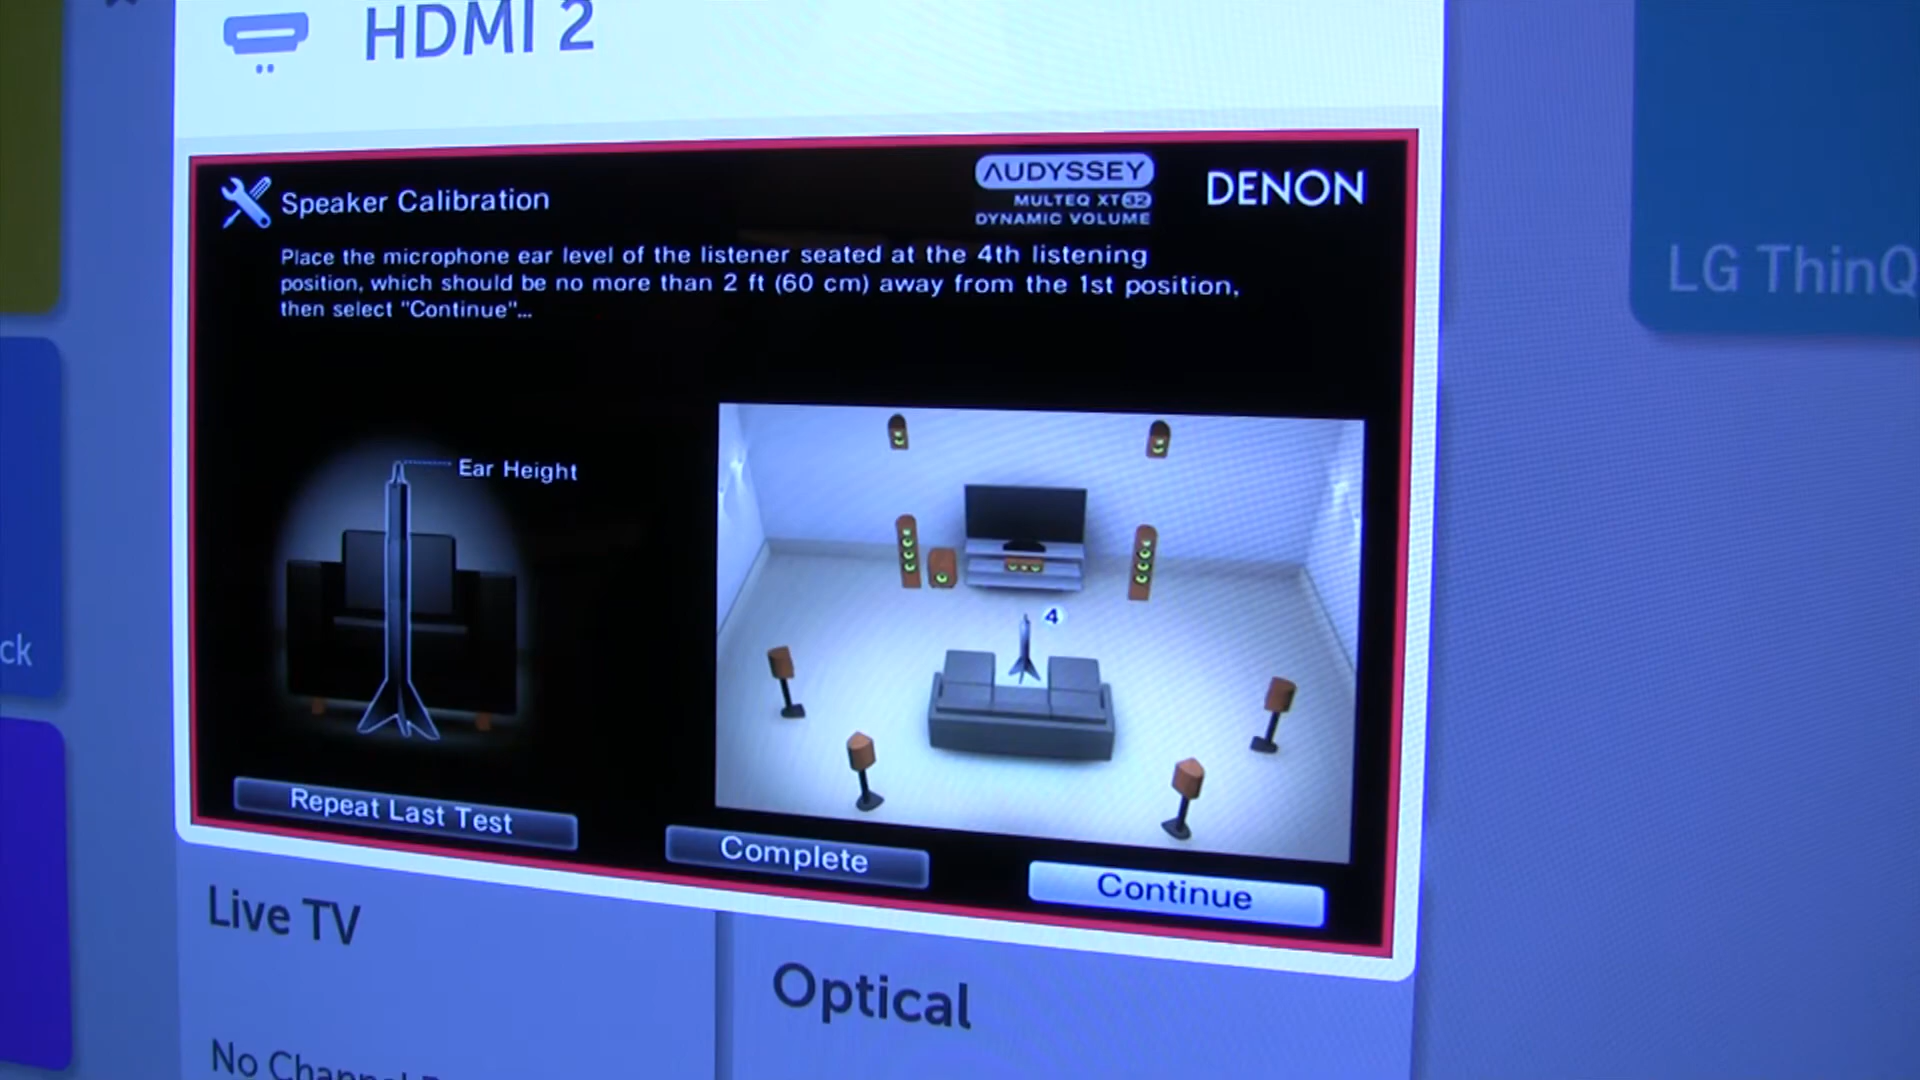 HDMI 2
Speaker Calibration
AUDYSSEY
MULTEQ XT32
DYNAMIC VOLUME
DENON
Place the microphone ear level of the listener seated at the 4th listening
position, which should be no more than 2 ft (60 cm) away from the 1st position,
then select "Continue"...
LG ThinQ
Ear Height
4
ck
Repeat Last Test
Complete
Continue
Live TV
Optical
No Channel